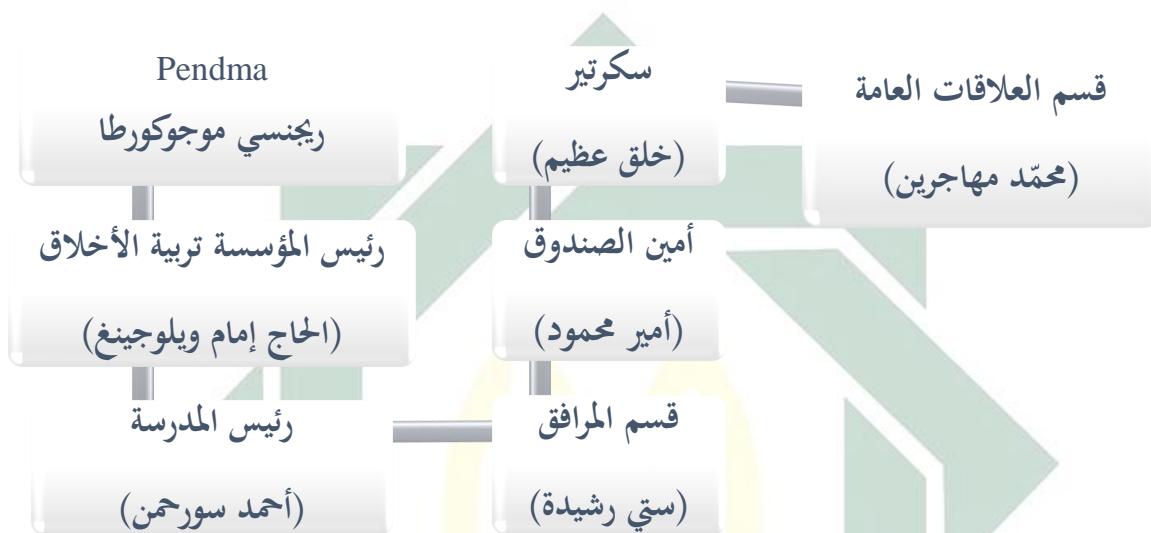 Pendma
ريجنسي موجوكورطا
رئيس المؤسسة تربية الأخلاق
(الحاج إمام ويلوجينغ)
رئيس المدرسة
(أحمد سورحمن)
قسم المرافق
(ستي رشيدة)
أمين الصندوق
(أمير محمود)
سكرتير
(خلق عظيم)
قسم العلاقات العامة
(محمّد مهاجرين)